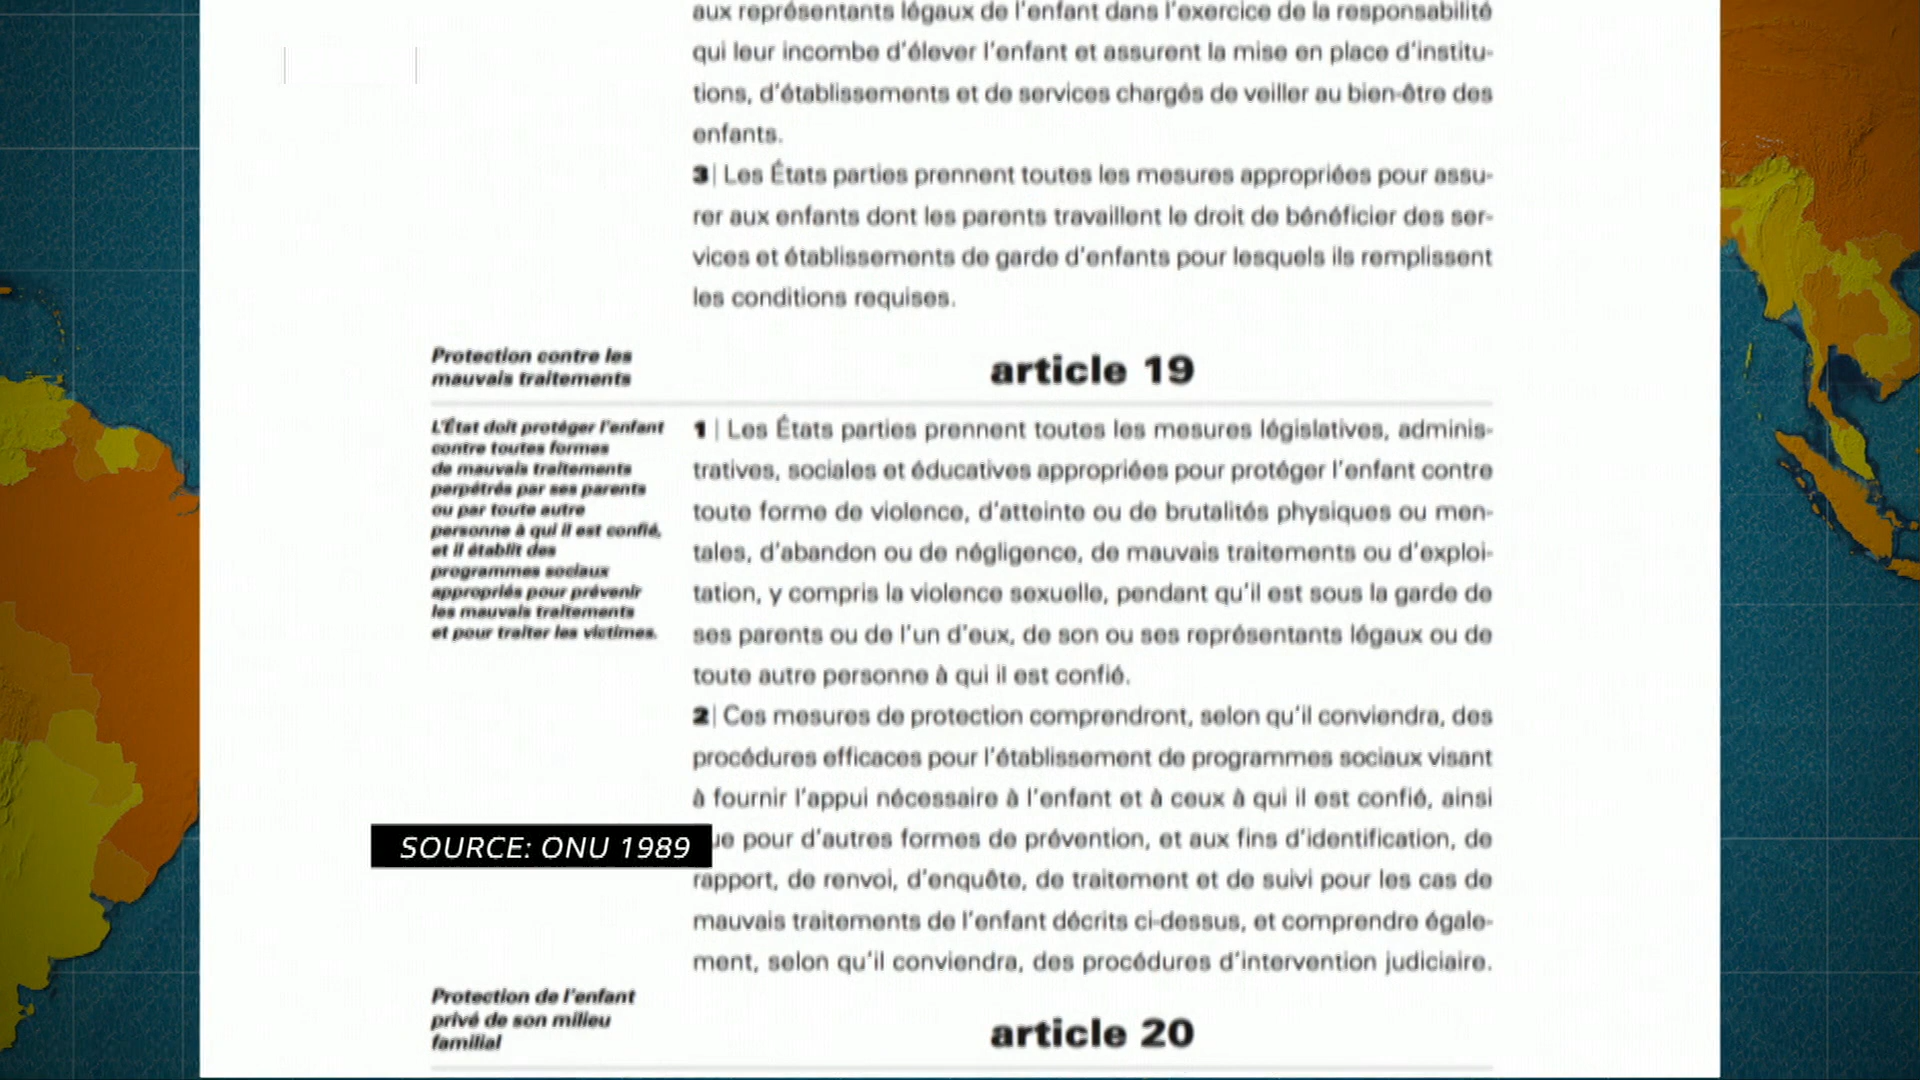 aux représentants légaux de l'enfant dans l'exercice de la responsabilité
qui leur incombe d'élever l'enfant et assurent la mise en place d'institu-
tions, d'établissements et de services chargés de veiller au bien-être des
enfants.
3| Les États parties prennent toutes les mesures appropriées pour assu-
rer aux enfants dont les parents travaillent le droit de bénéficier des ser-
vices et établissements de garde d'enfants pour lesquels ils remplissent
les conditions requises.
Protection contre les
mauvais traitements
article 19
L'État doit protéger l'enfant
contre toutes formes
de mauvais traitements
perpétrés par ses parents
ou par toute autre
personne à qui il est confié,
et il établit des
programmes sociaux
appropriés pour prévenir
les mauvais traitements
et pour traiter les victimes.
1| Les États parties prennent toutes les mesures législatives, adminis-
tratives, sociales et éducatives appropriées pour protéger l'enfant contre
toute forme de violence, d'atteinte ou de brutalités physiques ou men-
tales, d'abandon ou de négligence, de mauvais traitements ou d'exploi-
tation, y compris la violence sexuelle, pendant qu'il est sous la garde de
ses parents ou de l'un d'eux, de son ou ses représentants légaux ou de
toute autre personne à qui il est confié.
2| Ces mesures de protection comprendront, selon qu'il conviendra, des
procédures efficaces pour l'établissement de programmes sociaux visant
à fournir l'appui nécessaire à l'enfant et à ceux à qui il est confié, ainsi
ue pour d'autres formes de prévention, et aux fins d'identification, de
rapport, de renvoi, d'enquête, de traitement et de suivi pour les cas de
mauvais traitements de l'enfant décrits ci-dessus, et comprendre égale-
ment, selon qu'il conviendra, des procédures d'intervention judiciaire.
SOURCE: ONU 1989
Protection de l'enfant
privé de son milieu
familial
article 20